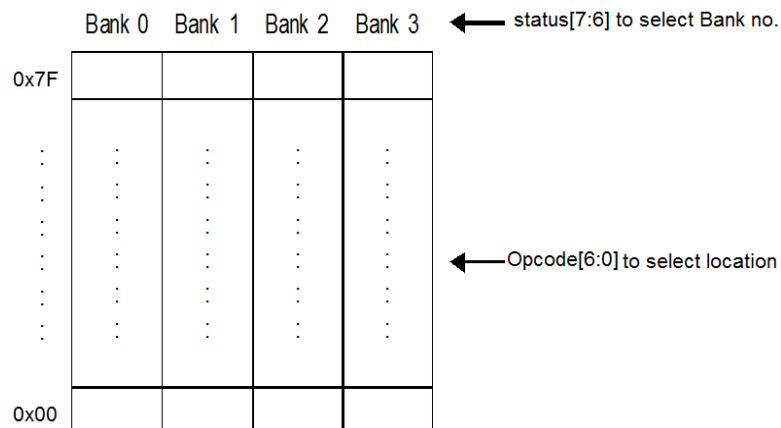 Bank 0 Bank 1 Bank 2 Bank 3 status[7:6] to select Bank no.
0x7F
Opcode[6:0] to select location
0x00